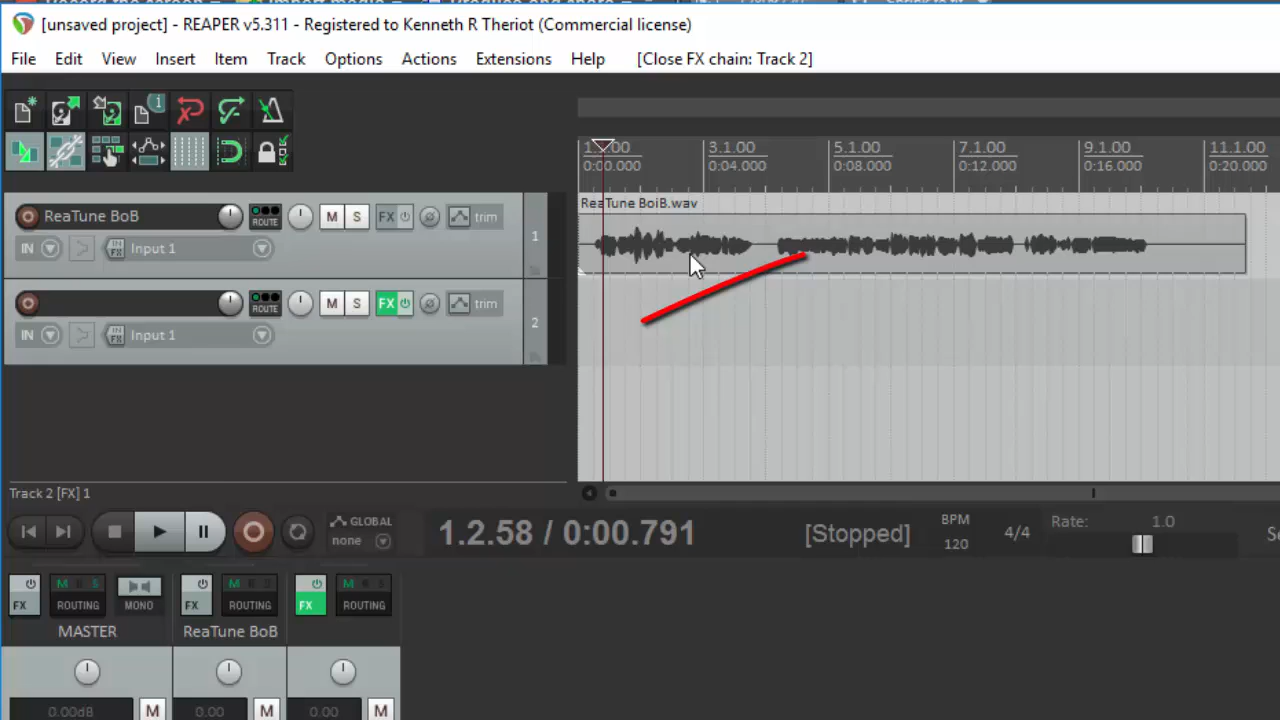 [unsaved project] - REAPER v5.311 - Registered to Kenneth R Theriot (Commercial license)
File Edit View Insert Item Track Options Actions Extensions Help [Close FX chain: Track 2]
1.1.00 3.1.00 5.1.00 7.1.00 9.1.00 11.1.00
0:00.000 0:04.000 0:08.000 0:12.000 0:16.000 0:20.000
ReaTune BoiB.wav
ReaTune BoB ROUTE M S FX trim
IN IN FX Input 1
1
ROUTE M S FX trim
IN IN FX Input 1
2
Track 2 [FX] 1
GLOBAL
none
1.2.58 / 0:00.791 [Stopped] BPM 120 4/4 Rate: 1.0
FX M R S ROUTING MONO FX M R S ROUTING FX M R S ROUTING
MASTER ReaTune BoB
0.00dB M 0.00 M 0.00 M